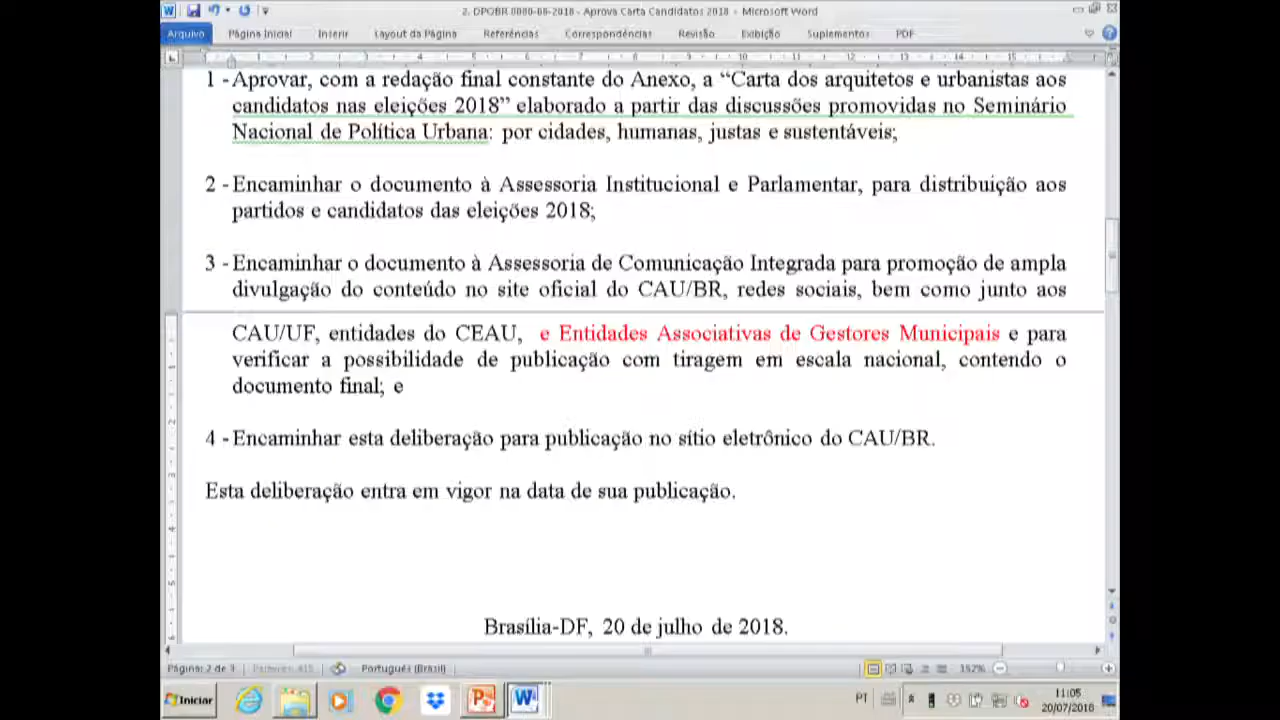 2. DPOBR 0080-08-2018 - Aprova Carta Candidatos 2018 - Microsoft Word
Arquivo Página Inicial Inserir Layout da Página Referências Correspondências Revisão Exibição Suplementos PDF
1 - Aprovar, com a redação final constante do Anexo, a “Carta dos arquitetos e urbanistas aos
candidatos nas eleições 2018” elaborado a partir das discussões promovidas no Seminário
Nacional de Política Urbana: por cidades, humanas, justas e sustentáveis;
2 - Encaminhar o documento à Assessoria Institucional e Parlamentar, para distribuição aos
partidos e candidatos das eleições 2018;
3 - Encaminhar o documento à Assessoria de Comunicação Integrada para promoção de ampla
divulgação do conteúdo no site oficial do CAU/BR, redes sociais, bem como junto aos
CAU/UF, entidades do CEAU, e Entidades Associativas de Gestores Municipais e para
verificar a possibilidade de publicação com tiragem em escala nacional, contendo o
documento final; e
4 - Encaminhar esta deliberação para publicação no sítio eletrônico do CAU/BR.
Esta deliberação entra em vigor na data de sua publicação.
Brasília-DF, 20 de julho de 2018.
Página: 2 de 3 Português (Brasil) 152%
Iniciar PT 11:05
20/07/2018